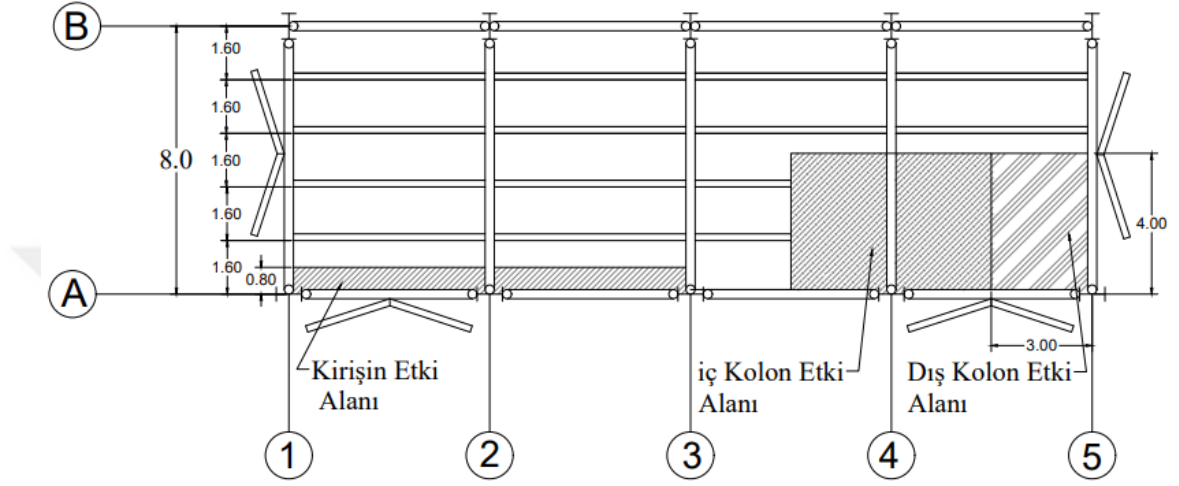 B
1.60
1.60
8.0
1.60
1.60
4.00
1.60
0.80
A
3.00
Kirişin Etki
Alanı
iç Kolon Etki
Alanı
Dış Kolon Etki
Alanı
1
2
3
4
5